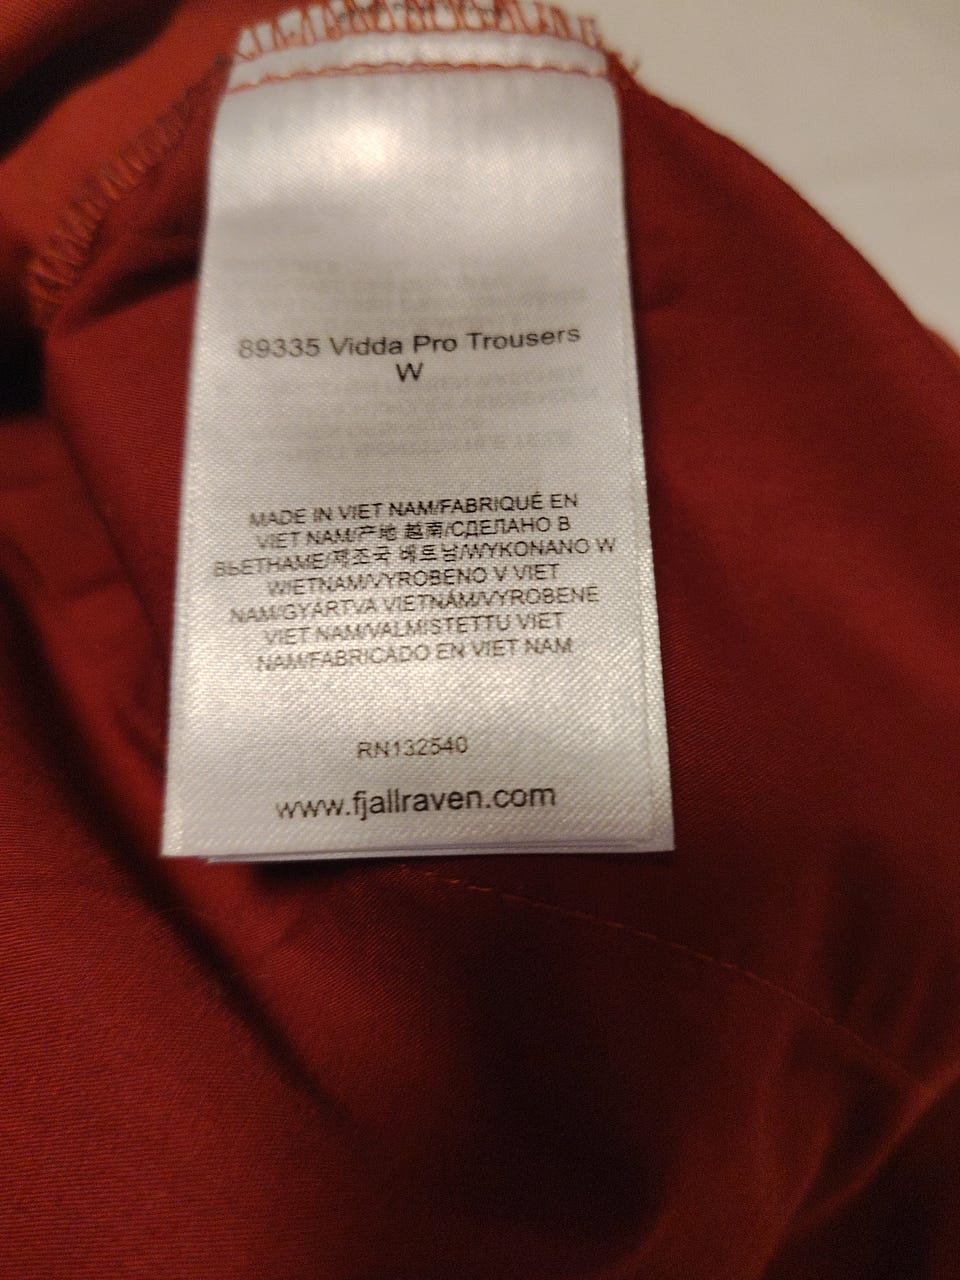 89335 Vidda Pro Trousers
W
MADE IN VIET NAM/FABRIQUÉ EN
VIET NAM/产地 越南/СДЕЛАНО В
ВЬЕТНАМЕ/제조국 베트남/WYKONANO W
WIETNAM/VYROBENO V VIET
NAM/GYÁRTVA VIETNÁM/VYROBENÉ
VIET NAM/VALMISTETTU VIET
NAM/FABRICADO EN VIET NAM
RN132540
www.fjallraven.com